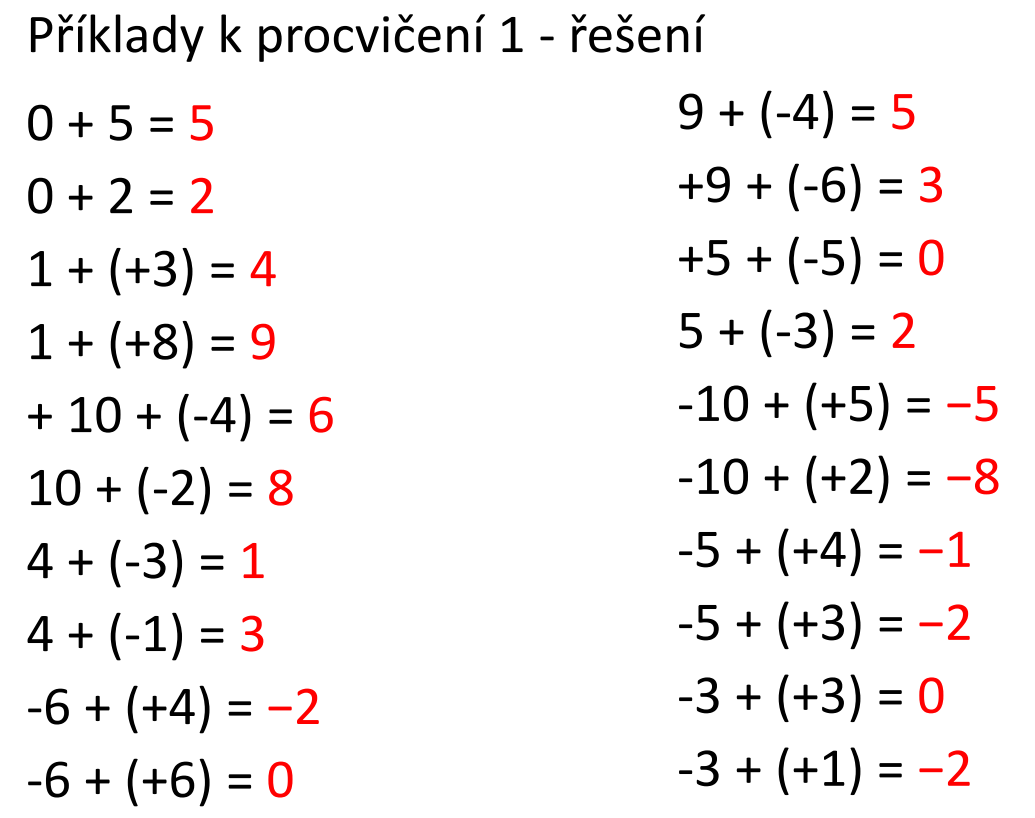 Příklady k procvičení 1 - řešení
0 + 5 = 5
0 + 2 = 2
1 + (+3) = 4
1 + (+8) = 9
+ 10 + (-4) = 6
10 + (-2) = 8
4 + (-3) = 1
4 + (-1) = 3
-6 + (+4) = −2
-6 + (+6) = 0
9 + (-4) = 5
+9 + (-6) = 3
+5 + (-5) = 0
5 + (-3) = 2
-10 + (+5) = −5
-10 + (+2) = −8
-5 + (+4) = −1
-5 + (+3) = −2
-3 + (+3) = 0
-3 + (+1) = −2